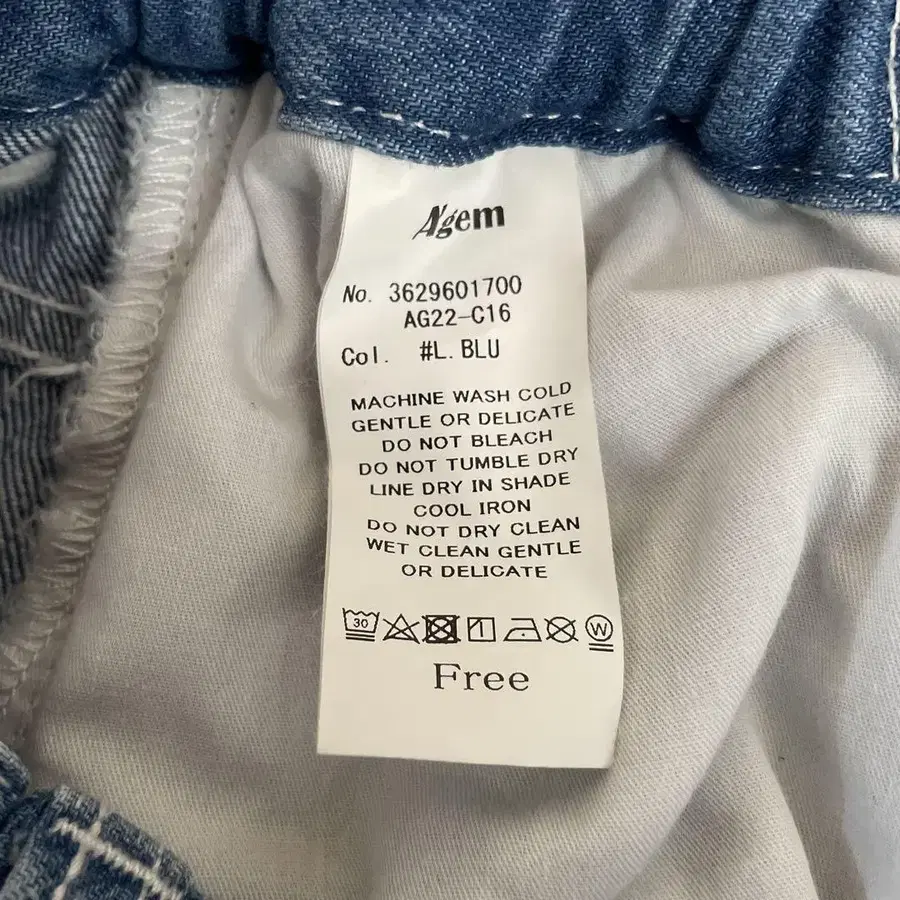 A'gem
No. 3629601700
AG22-C16
Col. #L.BLU
MACHINE WASH COLD
GENTLE OR DELICATE
DO NOT BLEACH
DO NOT TUMBLE DRY
LINE DRY IN SHADE
COOL IRON
DO NOT DRY CLEAN
WET CLEAN GENTLE
OR DELICATE
30 W
Free